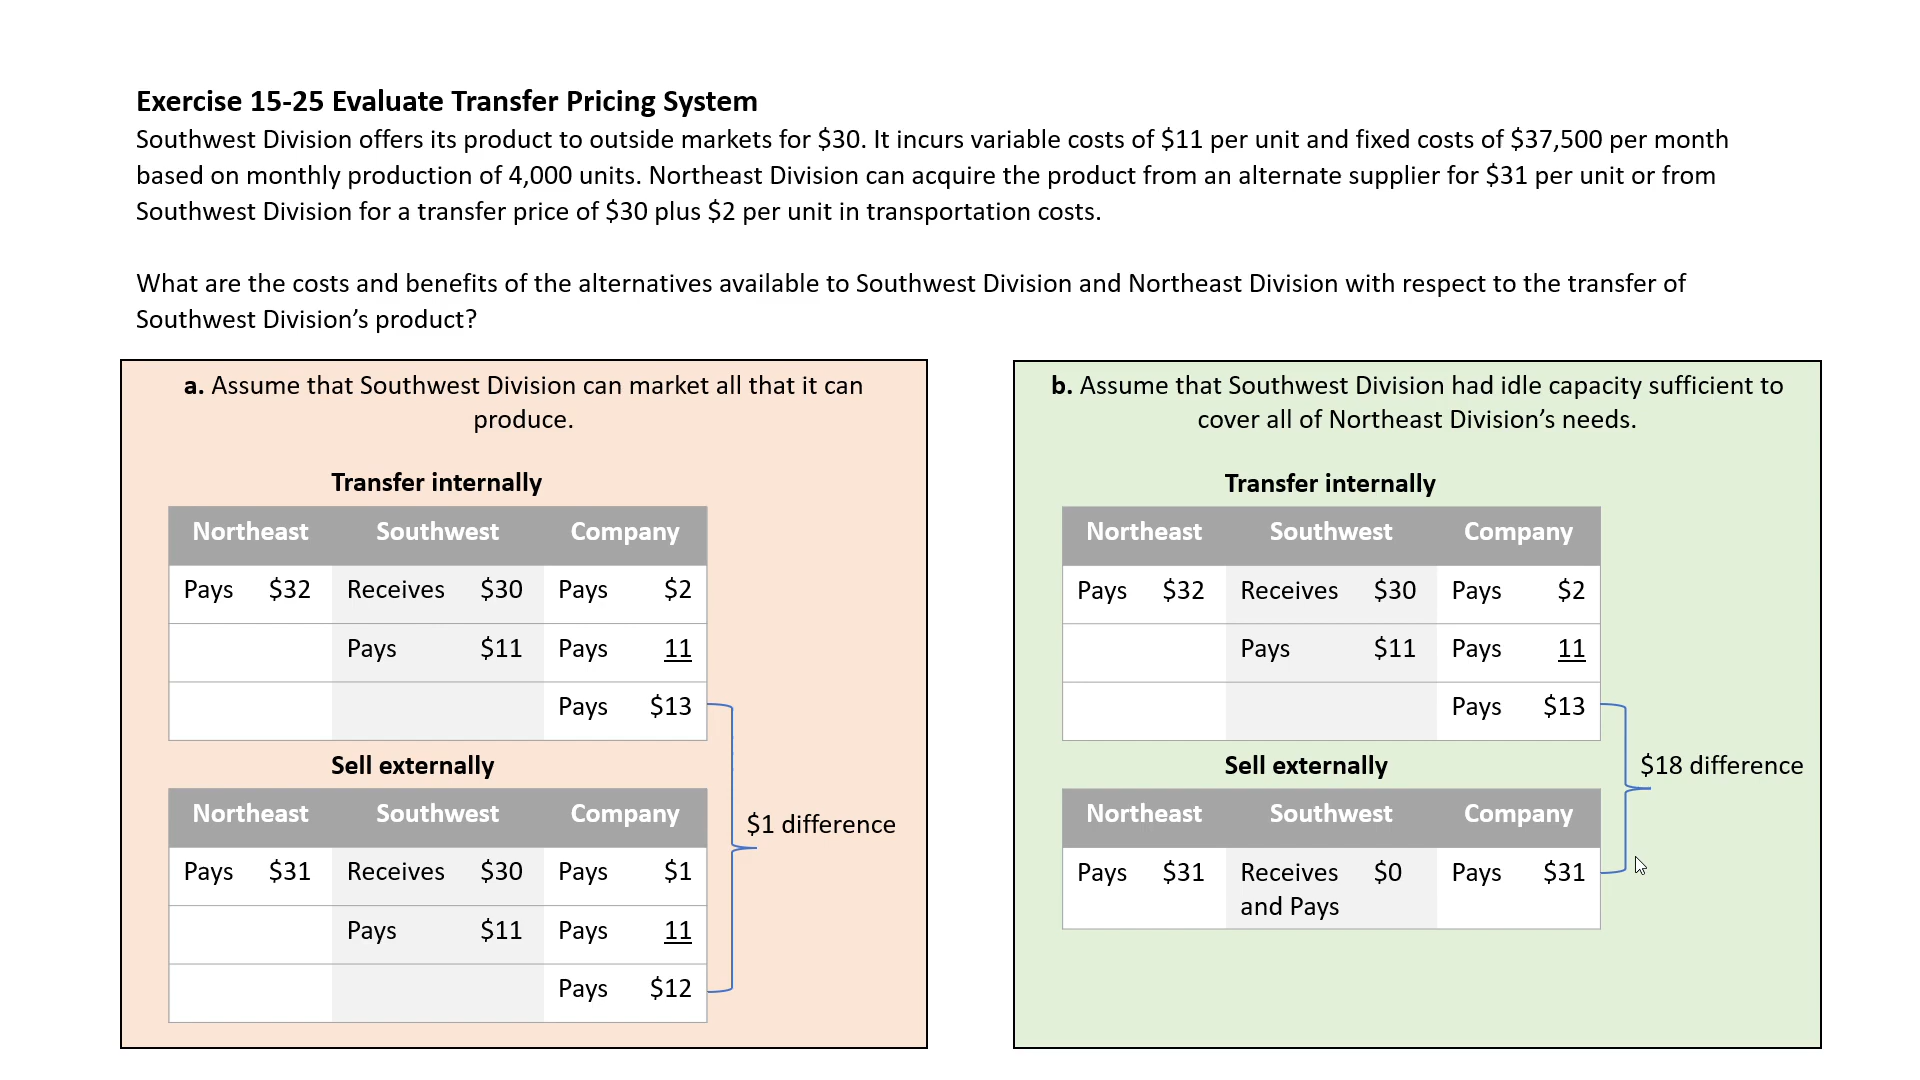 Exercise 15-25 Evaluate Transfer Pricing System
Southwest Division offers its product to outside markets for $30. It incurs variable costs of $11 per unit and fixed costs of $37,500 per month
based on monthly production of 4,000 units. Northeast Division can acquire the product from an alternate supplier for $31 per unit or from
Southwest Division for a transfer price of $30 plus $2 per unit in transportation costs.
What are the costs and benefits of the alternatives available to Southwest Division and Northeast Division with respect to the transfer of
Southwest Division’s product?
a. Assume that Southwest Division can market all that it can
produce.
Transfer internally
Northeast Southwest Company
Pays $32 Receives $30 Pays $2
Pays $11 Pays 11
Pays $13
Sell externally
Northeast Southwest Company
Pays $31 Receives $30 Pays $1
Pays $11 Pays 11
Pays $12
$1 difference
b. Assume that Southwest Division had idle capacity sufficient to
cover all of Northeast Division’s needs.
Transfer internally
Northeast Southwest Company
Pays $32 Receives $30 Pays $2
Pays $11 Pays 11
Pays $13
Sell externally
Northeast Southwest Company
Pays $31 Receives $0 Pays $31
and Pays
$18 difference